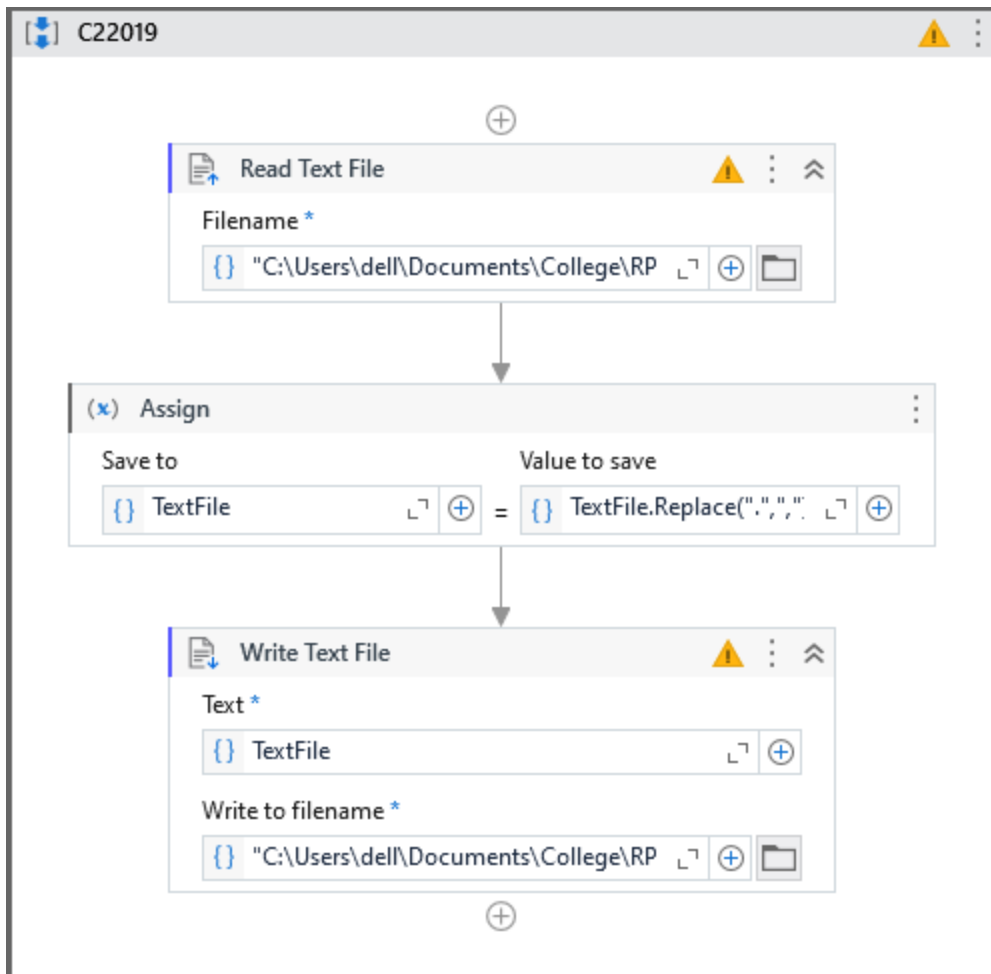 C22019
Read Text File
Filename *
"C:\Users\dell\Documents\College\RP
Assign
Save to
Value to save
TextFile
=
TextFile.Replace(".",",")
Write Text File
Text *
TextFile
Write to filename *
"C:\Users\dell\Documents\College\RP